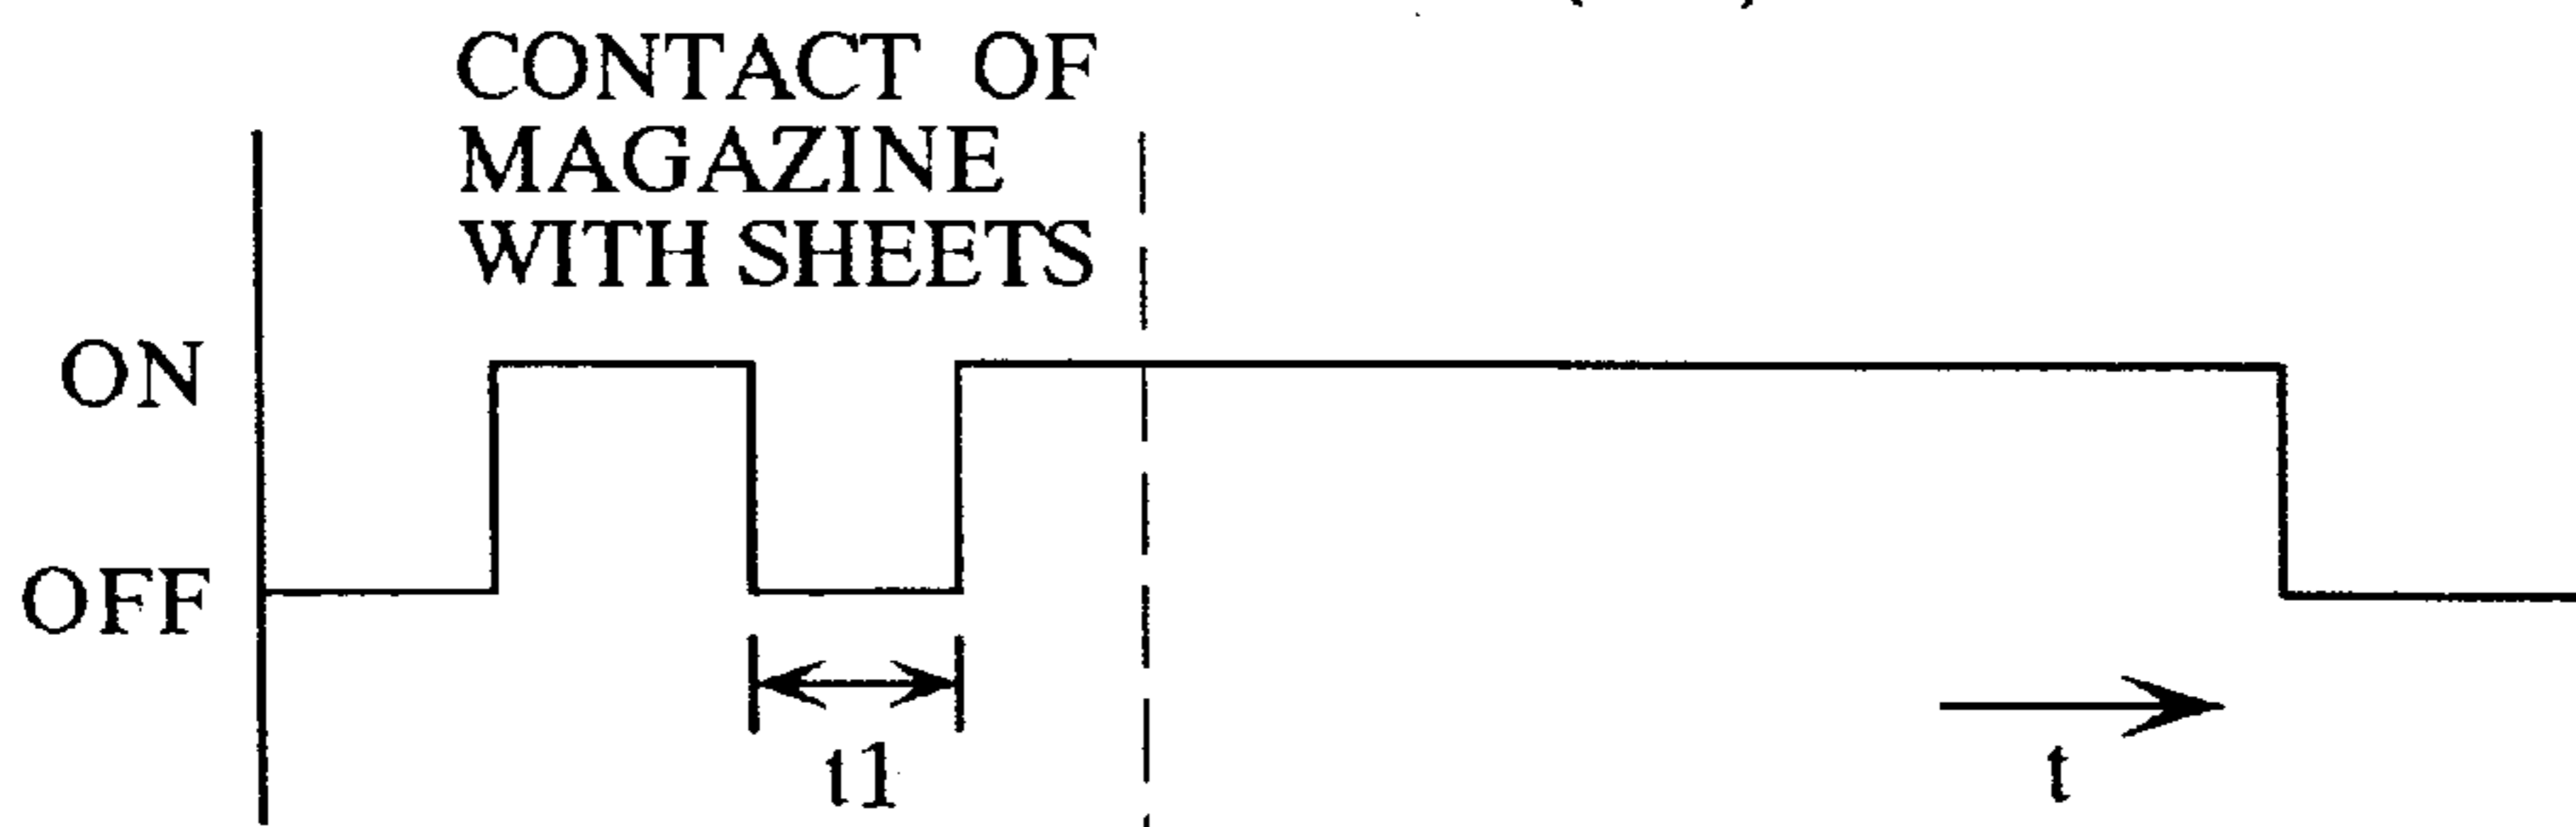 CONTACT OF
MAGAZINE
WITH SHEETS
ON
OFF
t1
t